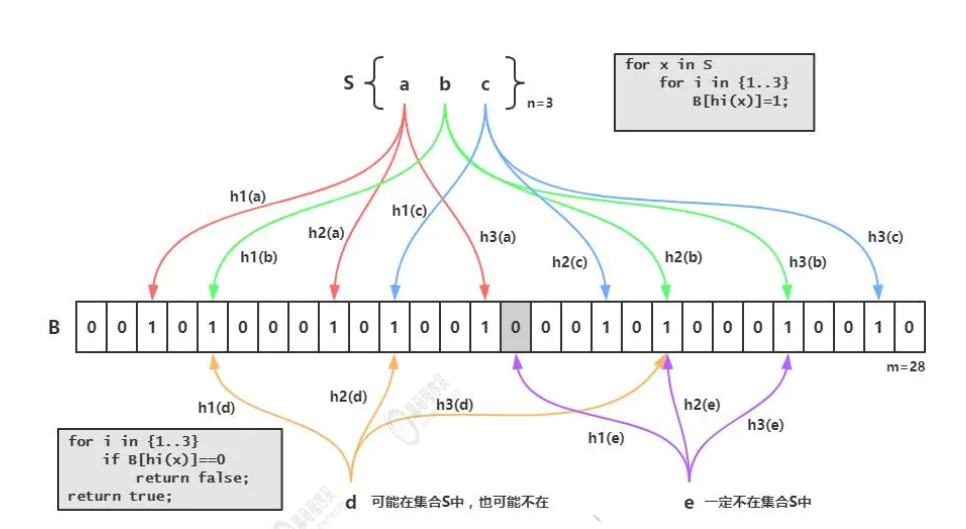 S { a b c } n=3
for x in S
for i in {1..3}
B[hi(x)]=1;
h1(a)
h1(b)
h2(a)
h1(c)
h3(a)
h2(c)
h2(b)
h3(b)
h3(c)
B 0 0 1 0 1 0 0 0 1 0 1 0 0 1 0 0 0 1 0 1 0 0 0 1 0 0 1 0
m=28
h1(d)
h2(d)
h3(d)
h1(e)
h2(e)
h3(e)
for i in {1..3}
if B[hi(x)]==0
return false;
return true;
d 可能在集合S中，也可能不在
e 一定不在集合S中